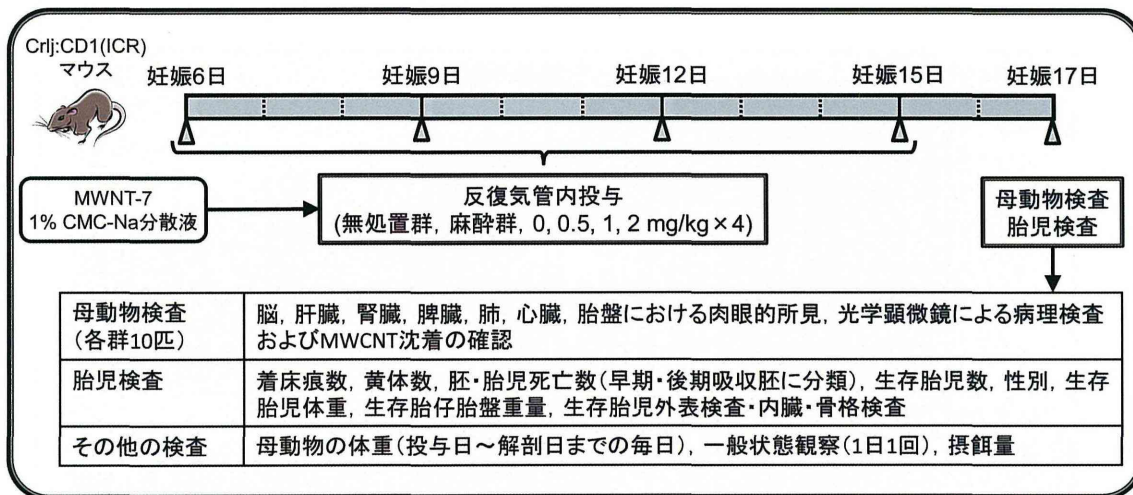 Crlj:CD1(ICR)
マウス
妊娠6日
妊娠9日
妊娠12日
妊娠15日
妊娠17日
MWNT-7
1% CMC-Na分散液
反復気管内投与
(無処置群, 麻酔群, 0, 0.5, 1, 2 mg/kg×4)
母動物検査
胎児検査
母動物検査
(各群10匹)
脳, 肝臓, 腎臓, 脾臓, 肺, 心臓, 胎盤における肉眼的所見, 光学顕微鏡による病理検査
およびMWCNT沈着の確認
胎児検査
着床痕数, 黄体数, 胚・胎児死亡数(早期・後期吸収胚に分類), 生存胎児数, 性別, 生存
胎児体重, 生存胎仔胎盤重量, 生存胎児外表検査・内臓・骨格検査
その他の検査
母動物の体重(投与日～解剖日までの毎日), 一般状態観察(1日1回), 摂餌量